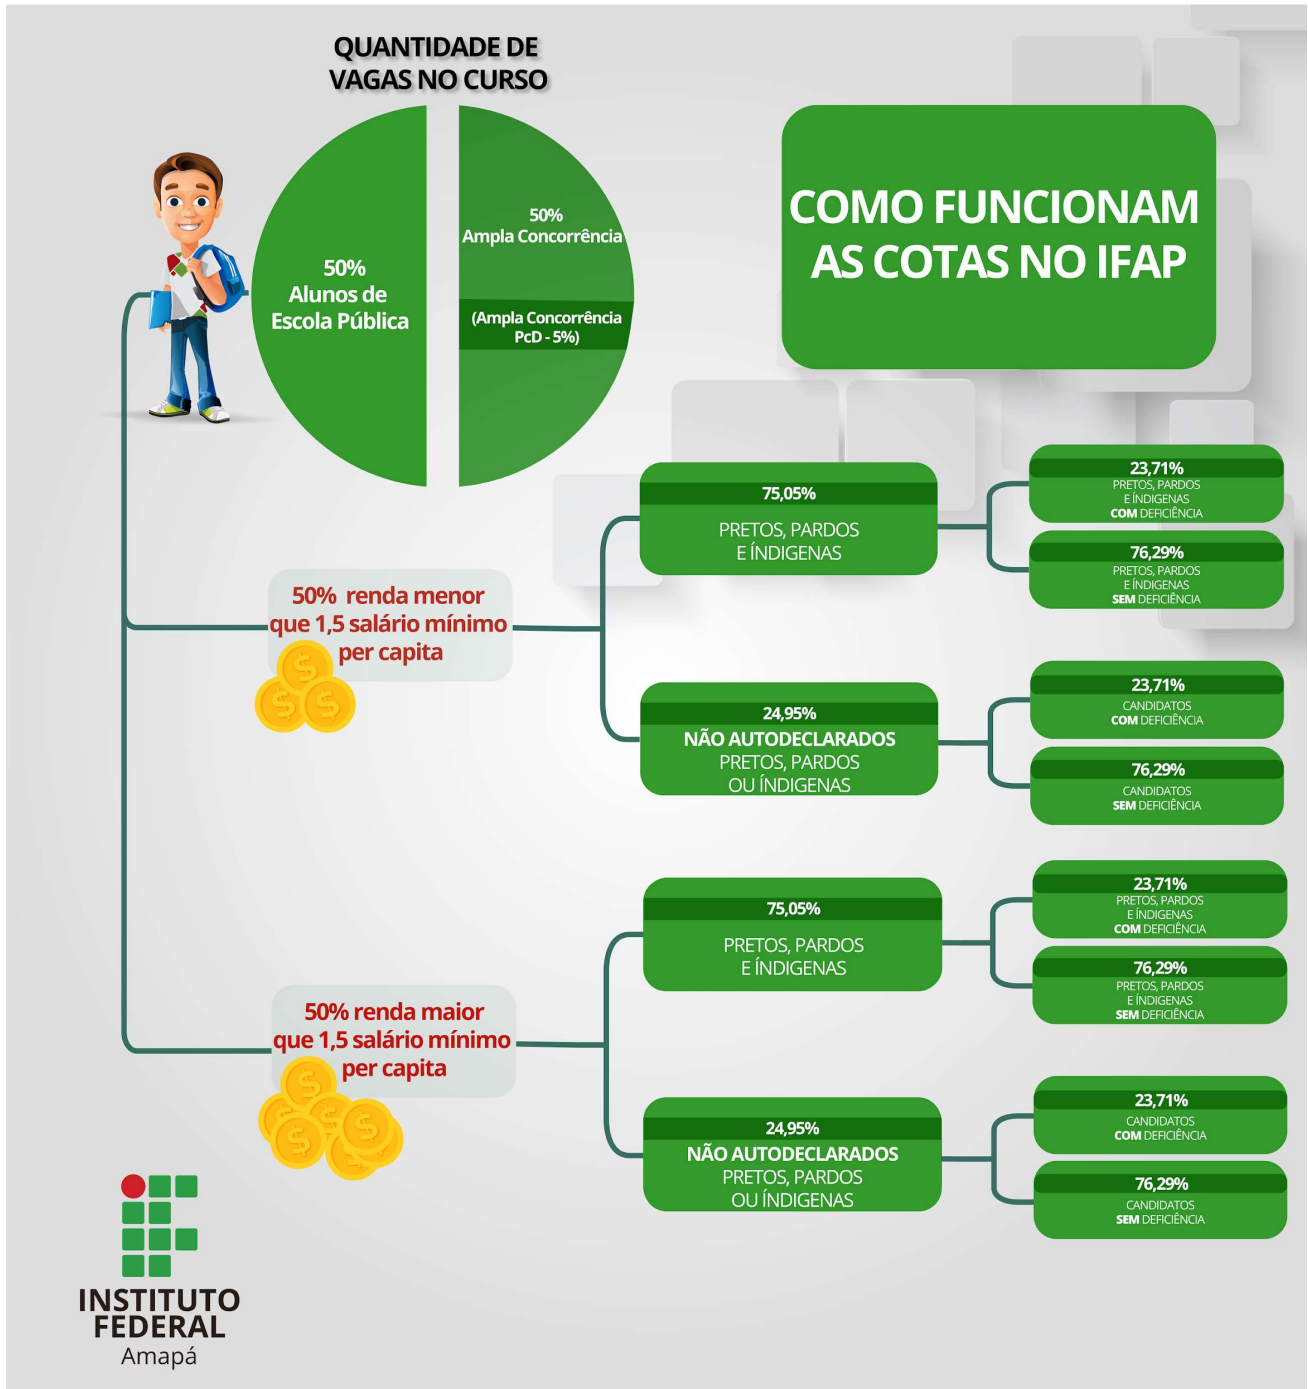 QUANTIDADE DE
VAGAS NO CURSO
50%
Alunos de
Escola Pública
50%
Ampla Concorrência
(Ampla Concorrência
PcD - 5%)
COMO FUNCIONAM
AS COTAS NO IFAP
50% renda menor
que 1,5 salário mínimo
per capita
75,05%
PRETOS, PARDOS
E ÍNDIGENAS
23,71%
PRETOS, PARDOS
E ÍNDIGENAS
COM DEFICIÊNCIA
76,29%
PRETOS, PARDOS
E ÍNDIGENAS
SEM DEFICIÊNCIA
24,95%
NÃO AUTODECLARADOS
PRETOS, PARDOS
OU ÍNDIGENAS
23,71%
CANDIDATOS
COM DEFICIÊNCIA
76,29%
CANDIDATOS
SEM DEFICIÊNCIA
50% renda maior
que 1,5 salário mínimo
per capita
75,05%
PRETOS, PARDOS
E ÍNDIGENAS
23,71%
PRETOS, PARDOS
E ÍNDIGENAS
COM DEFICIÊNCIA
76,29%
PRETOS, PARDOS
E ÍNDIGENAS
SEM DEFICIÊNCIA
24,95%
NÃO AUTODECLARADOS
PRETOS, PARDOS
OU ÍNDIGENAS
23,71%
CANDIDATOS
COM DEFICIÊNCIA
76,29%
CANDIDATOS
SEM DEFICIÊNCIA
INSTITUTO
FEDERAL
Amapá